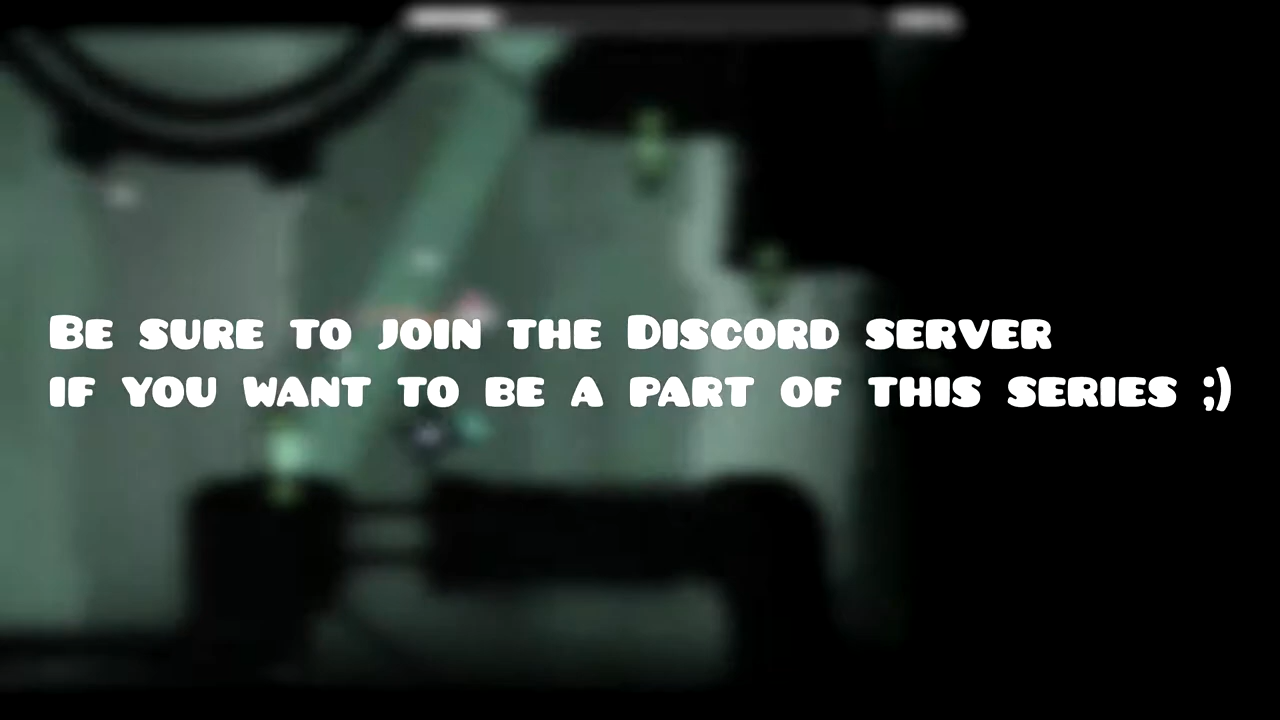 Be sure to join the Discord server
if you want to be a part of this series ;)